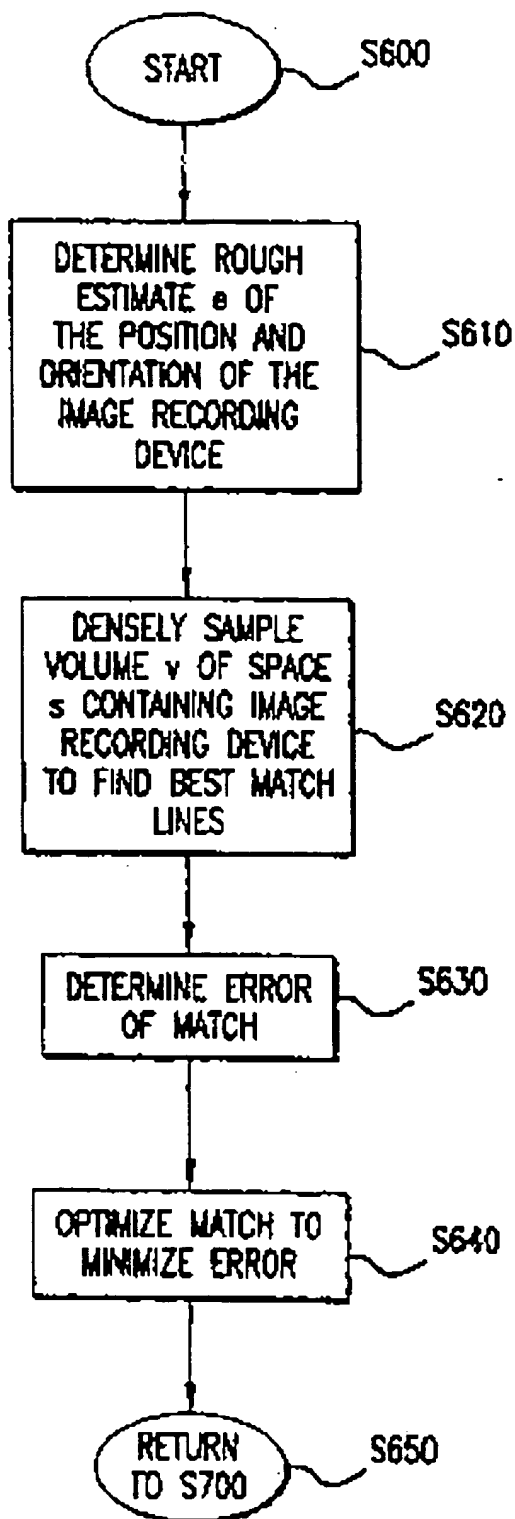 START
S600
DETERMINE ROUGH
ESTIMATE e OF
THE POSITION AND
ORIENTATION OF THE
IMAGE RECORDING
DEVICE
S610
DENSELY SAMPLE
VOLUME v OF SPACE
s CONTAINING IMAGE
RECORDING DEVICE
TO FIND BEST MATCH
LINES
S620
DETERMINE ERROR
OF MATCH
S630
OPTIMIZE MATCH TO
MINIMIZE ERROR
S640
RETURN
TO S700
S650